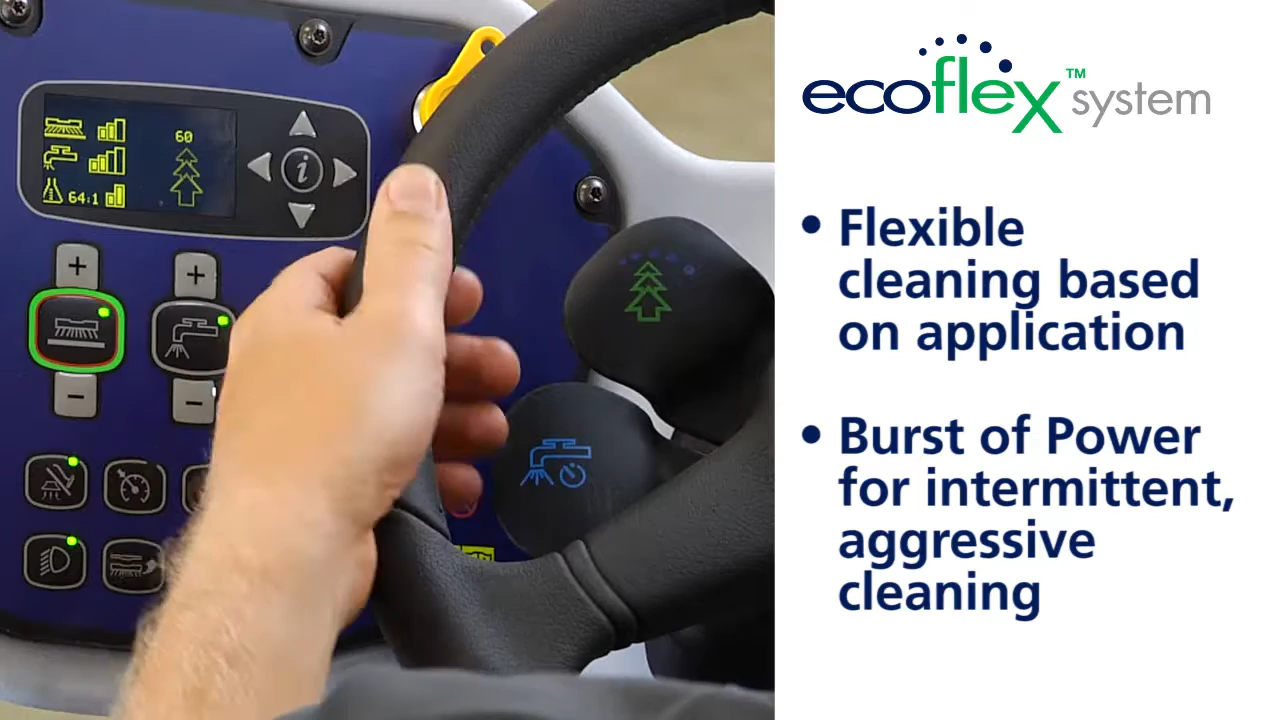 60
64:1
i
+
+
−
−
ecoflex™ system
• Flexible
cleaning based
on application
• Burst of Power
for intermittent,
aggressive
cleaning